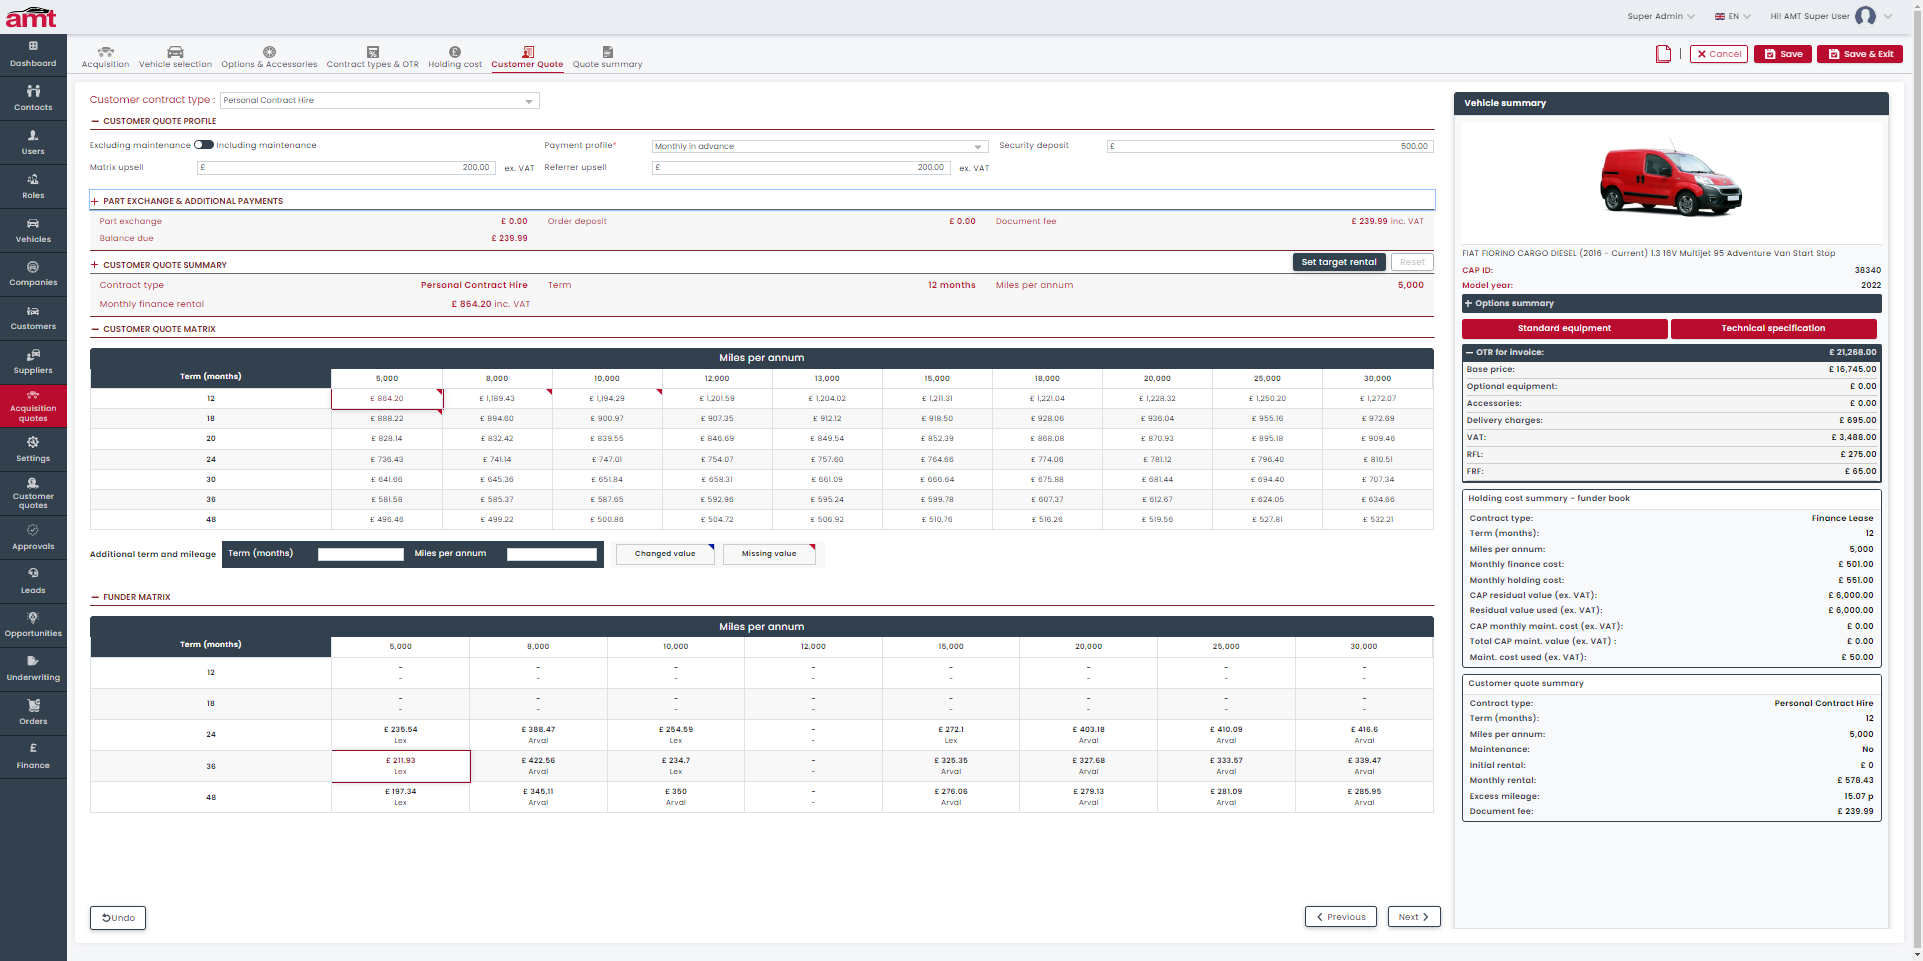 amt
Super Admin
EN
Hi! AMT Super User
Dashboard
Contacts
Users
Roles
Vehicles
Companies
Customers
Suppliers
Acquisition
quotes
Settings
Customer
quotes
Approvals
Leads
Opportunities
Underwriting
Orders
Finance
Acquisition Vehicle selection Options & Accessories Contract types & OTR Holding cost Customer Quote Quote summary
Cancel Save Save & Exit
Customer contract type : Personal Contract Hire
CUSTOMER QUOTE PROFILE
Excluding maintenance Including maintenance Payment profile* Monthly in advance Security deposit £ 500.00
Matrix upsell £ 200.00 ex. VAT Referrer upsell £ 200.00 ex. VAT
+ PART EXCHANGE & ADDITIONAL PAYMENTS
Part exchange £ 0.00 Order deposit £ 0.00 Document fee £ 239.99 inc. VAT
Balance due £ 239.99
+ CUSTOMER QUOTE SUMMARY Set target rental Reset
Contract type Personal Contract Hire Term 12 months Miles per annum 5,000
Monthly finance rental £ 864.20 inc. VAT
CUSTOMER QUOTE MATRIX
Miles per annum
Term (months) 5,000 8,000 10,000 12,000 13,000 15,000 18,000 20,000 25,000 30,000
12 £ 864.20 £ 1,189.43 £ 1,194.29 £ 1,201.59 £ 1,204.02 £ 1,211.31 £ 1,221.04 £ 1,228.32 £ 1,250.20 £ 1,272.07
18 £ 888.22 £ 894.60 £ 900.97 £ 907.35 £ 912.12 £ 918.50 £ 928.06 £ 936.04 £ 955.16 £ 972.69
20 £ 828.14 £ 832.42 £ 839.55 £ 846.69 £ 849.54 £ 852.39 £ 868.08 £ 870.93 £ 895.18 £ 909.46
24 £ 736.43 £ 741.14 £ 747.01 £ 754.07 £ 757.60 £ 764.66 £ 774.06 £ 781.12 £ 796.40 £ 810.51
30 £ 641.66 £ 645.36 £ 651.84 £ 658.31 £ 661.09 £ 666.64 £ 675.88 £ 681.44 £ 694.40 £ 707.34
36 £ 581.58 £ 585.37 £ 587.65 £ 592.96 £ 595.24 £ 599.78 £ 607.37 £ 612.67 £ 624.05 £ 634.66
48 £ 496.46 £ 499.22 £ 500.86 £ 504.72 £ 506.92 £ 510.76 £ 516.26 £ 519.56 £ 527.81 £ 532.21
Additional term and mileage Term (months) Miles per annum Changed value Missing value
FUNDER MATRIX
Miles per annum
Term (months) 5,000 8,000 10,000 12,000 15,000 20,000 25,000 30,000
12 - - - - - - - -
- - - - - - - -
18 - - - - - - - -
- - - - - - - -
24 £ 235.54 £ 388.47 £ 254.59 - £ 272.1 £ 403.18 £ 410.09 £ 416.6
Lex Arval Lex - Lex Arval Arval Arval
36 £ 211.93 £ 422.56 £ 234.7 - £ 325.35 £ 327.68 £ 333.57 £ 339.47
Lex Arval Lex - Arval Arval Arval Arval
48 £ 197.34 £ 345.11 £ 350 - £ 276.06 £ 279.13 £ 281.09 £ 285.95
Lex Arval Arval - Arval Arval Arval Arval
Undo Previous Next
Vehicle summary
FIAT FIORINO CARGO DIESEL (2016 - Current) 1.3 16V Multijet 95 Adventure Van Start Stop
CAP ID: 38340
Model year: 2022
+ Options summary
Standard equipment Technical specification
OTR for invoice: £ 21,268.00
Base price: £ 16,745.00
Optional equipment: £ 0.00
Accessories: £ 0.00
Delivery charges: £ 695.00
VAT: £ 3,488.00
RFL: £ 275.00
FRF: £ 65.00
Holding cost summary - funder book
Contract type: Finance Lease
Term (months): 12
Miles per annum: 5,000
Monthly finance cost: £ 501.00
Monthly holding cost: £ 551.00
CAP residual value (ex. VAT): £ 6,000.00
Residual value used (ex. VAT): £ 6,000.00
CAP monthly maint. cost (ex. VAT): £ 0.00
Total CAP maint. value (ex. VAT) : £ 0.00
Maint. cost used (ex. VAT): £ 50.00
Customer quote summary
Contract type: Personal Contract Hire
Term (months): 12
Miles per annum: 5,000
Maintenance: No
Initial rental: £ 0
Monthly rental: £ 578.43
Excess mileage: 15.07 p
Document fee: £ 239.99